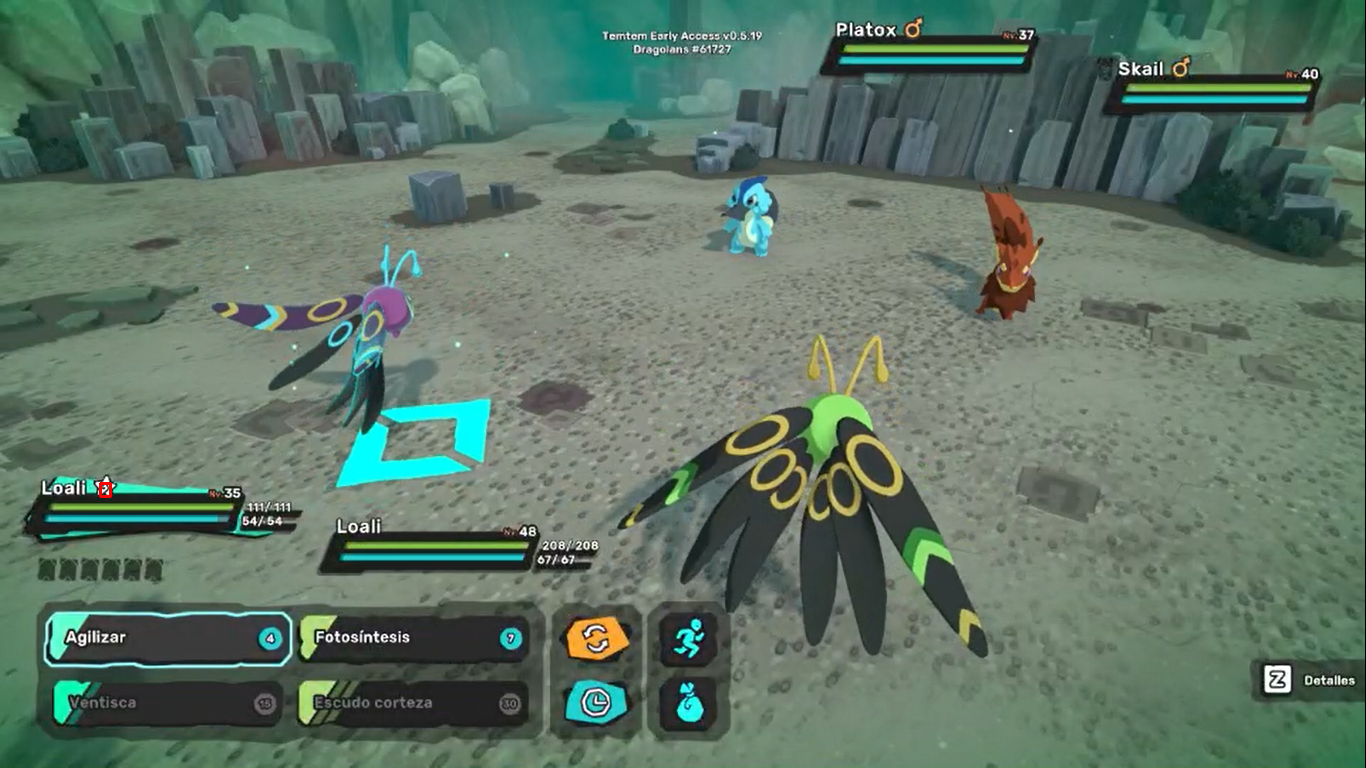 Temtem Early Access v0.5.19
Dragoians #61727
Platox
Nv.37
Skail
Nv.40
Loali
Nv.35
111/111
54/54
Loali
Nv.48
208/208
67/67
Agilizar 4
Fotosíntesis 7
Ventisca 15
Escudo corteza 30
Z Detalles